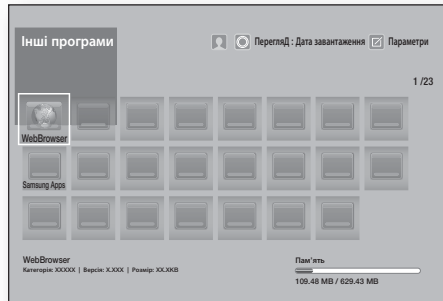 Інші програми
ПерегляД : Дата завантаження Параметри
1 /23
WebBrowser
Samsung Apps
WebBrowser
Категорія: XXXXX | Версія: X.XXX | Розмір: XX.XKB
Пам'ять
109.48 MB / 629.43 MB